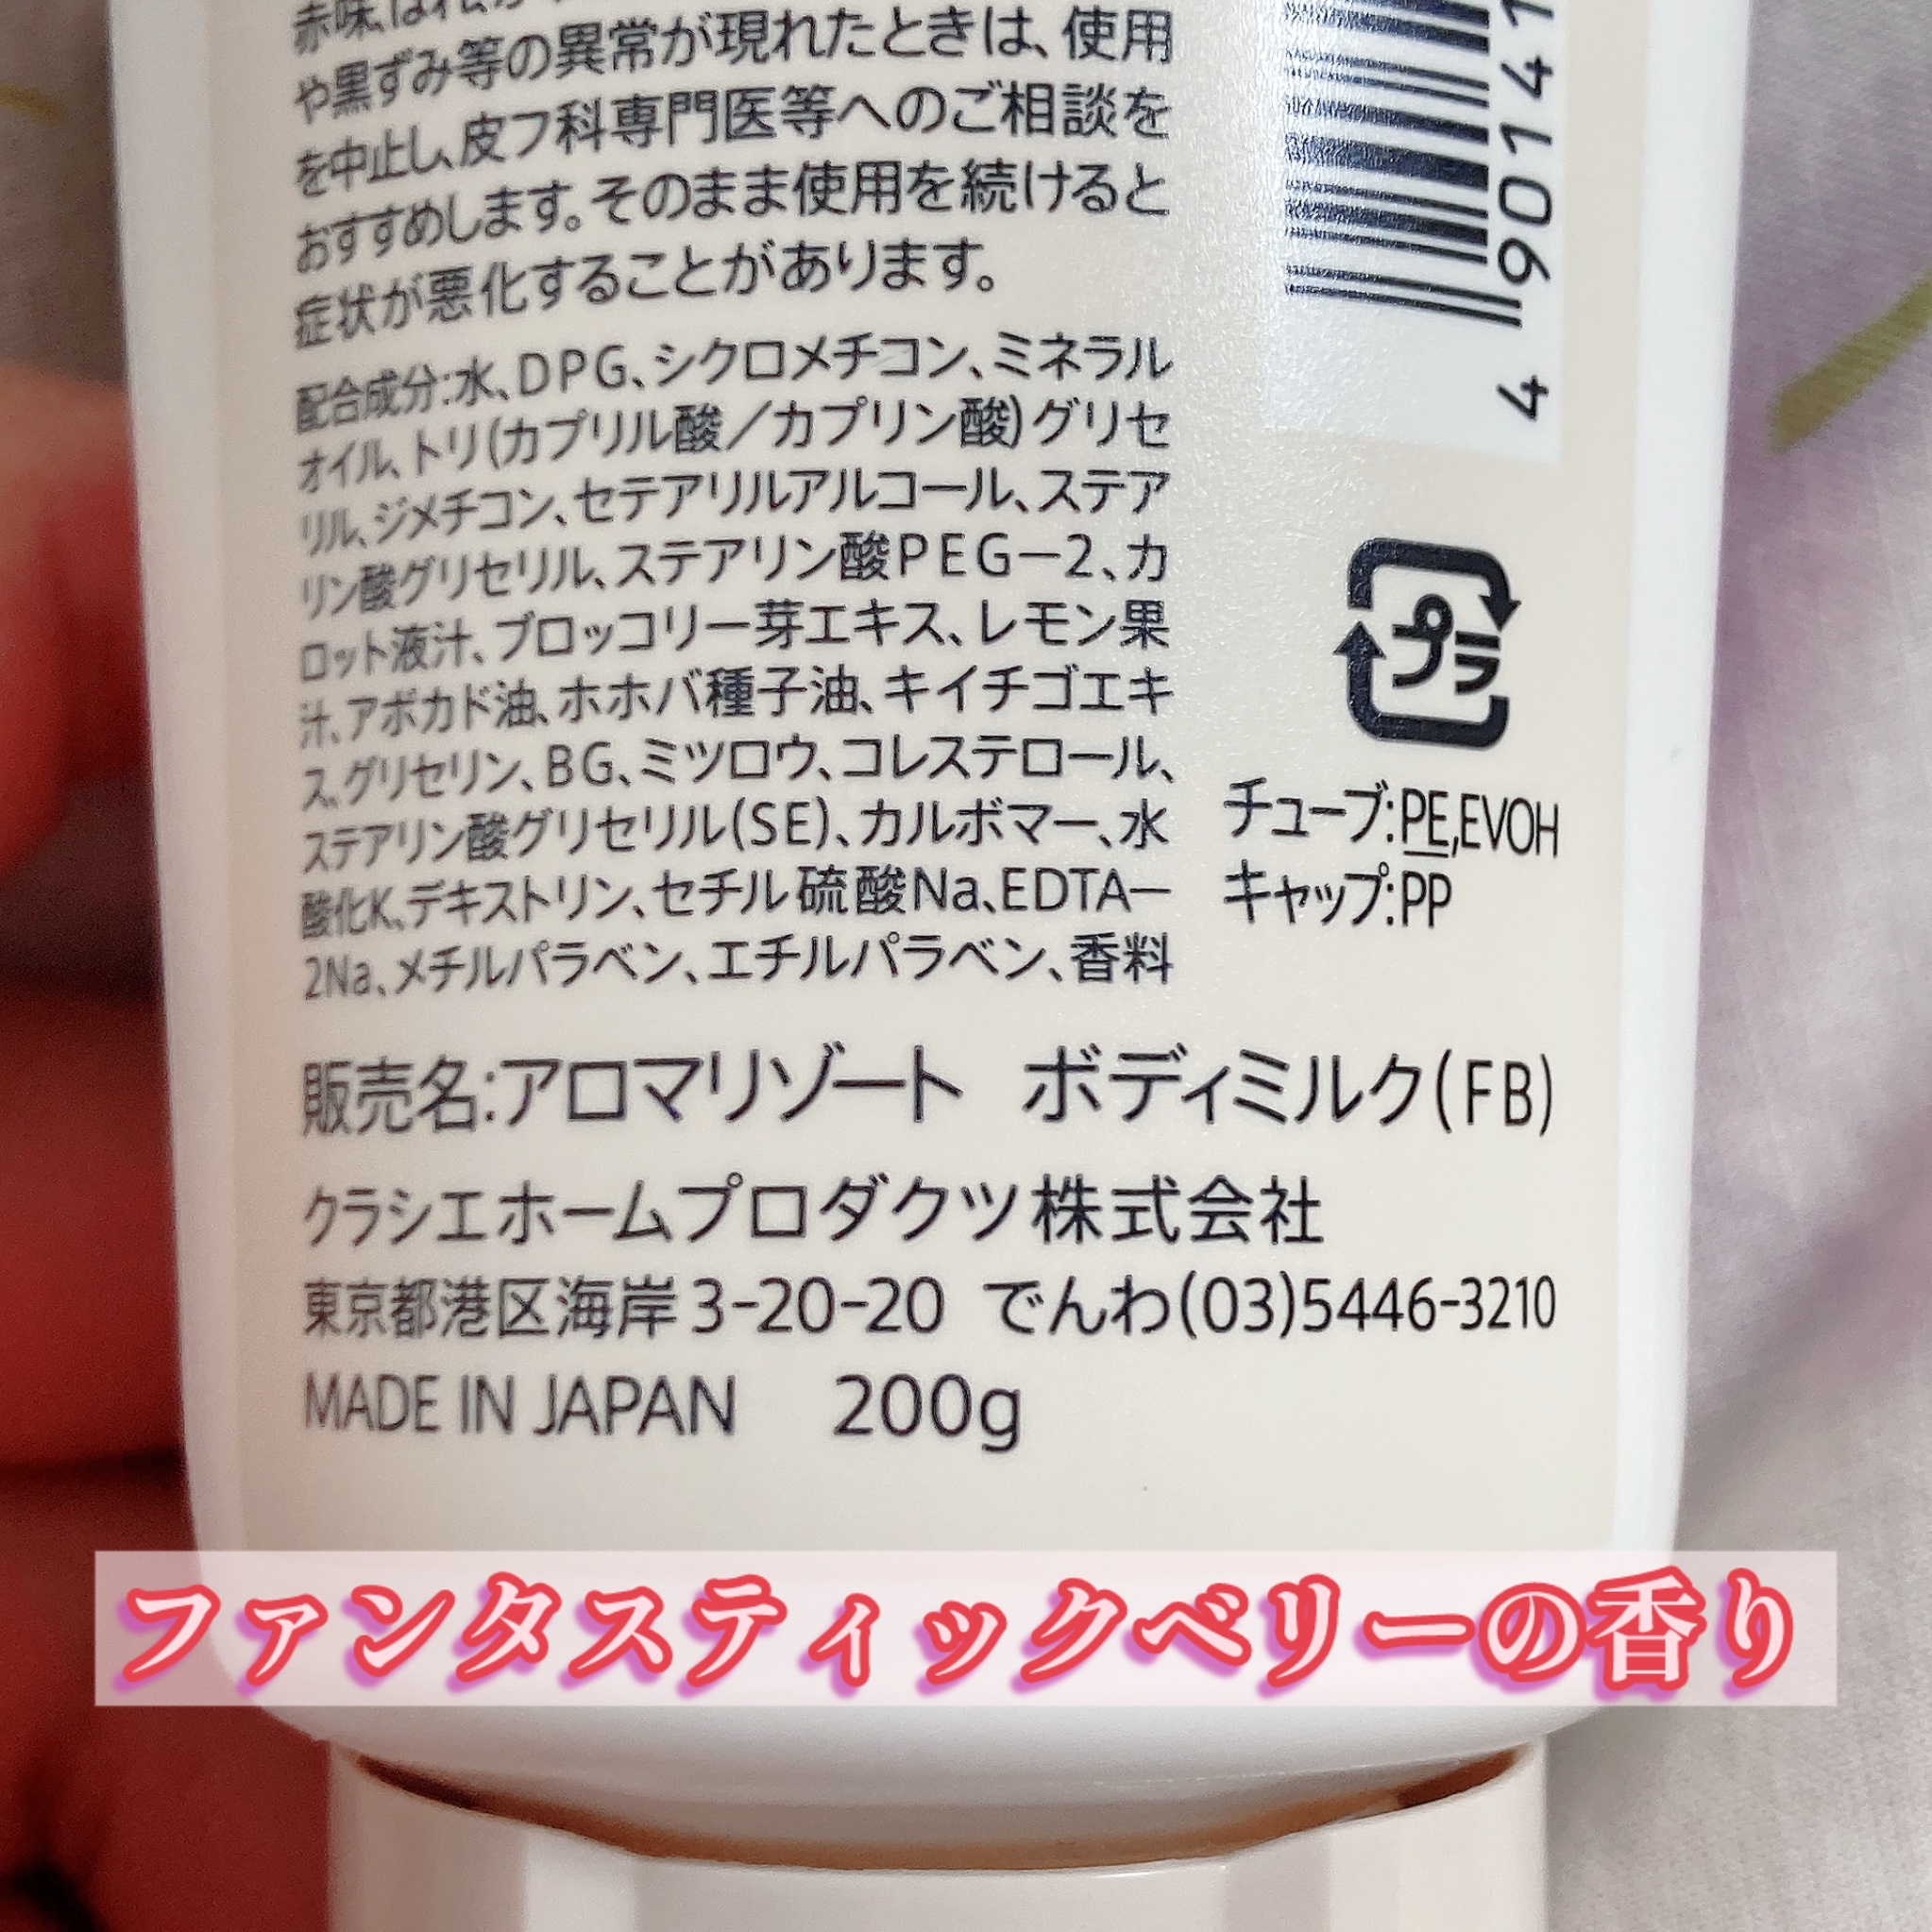 や黒ずみ等の異常が現れたときは、使用
を中止し、皮フ科専門医等へのご相談を
おすすめします。そのまま使用を続けると
症状が悪化することがあります。
配合成分:水、DPG、シクロメチコン、ミネラル
オイル、トリ(カプリル酸／カプリン酸)グリセ
リル、ジメチコン、セテアリルアルコール、ステア
リン酸グリセリル、ステアリン酸PEG－2、カ
ロット液汁、ブロッコリー芽エキス、レモン果
汁、アボカド油、ホホバ種子油、キイチゴエキ
ス、グリセリン、BG、ミツロウ、コレステロール、
ステアリン酸グリセリル(SE)、カルボマー、水
酸化K、デキストリン、セチル硫酸Na、EDTA－
2Na、メチルパラベン、エチルパラベン、香料
プラ
チューブ:PE,EVOH
キャップ:PP
販売名:アロマリゾート ボディミルク(FB)
クラシエホームプロダクツ株式会社
東京都港区海岸3-20-20 でんわ(03)5446-3210
MADE IN JAPAN 200g
ファンタスティックベリーの香り